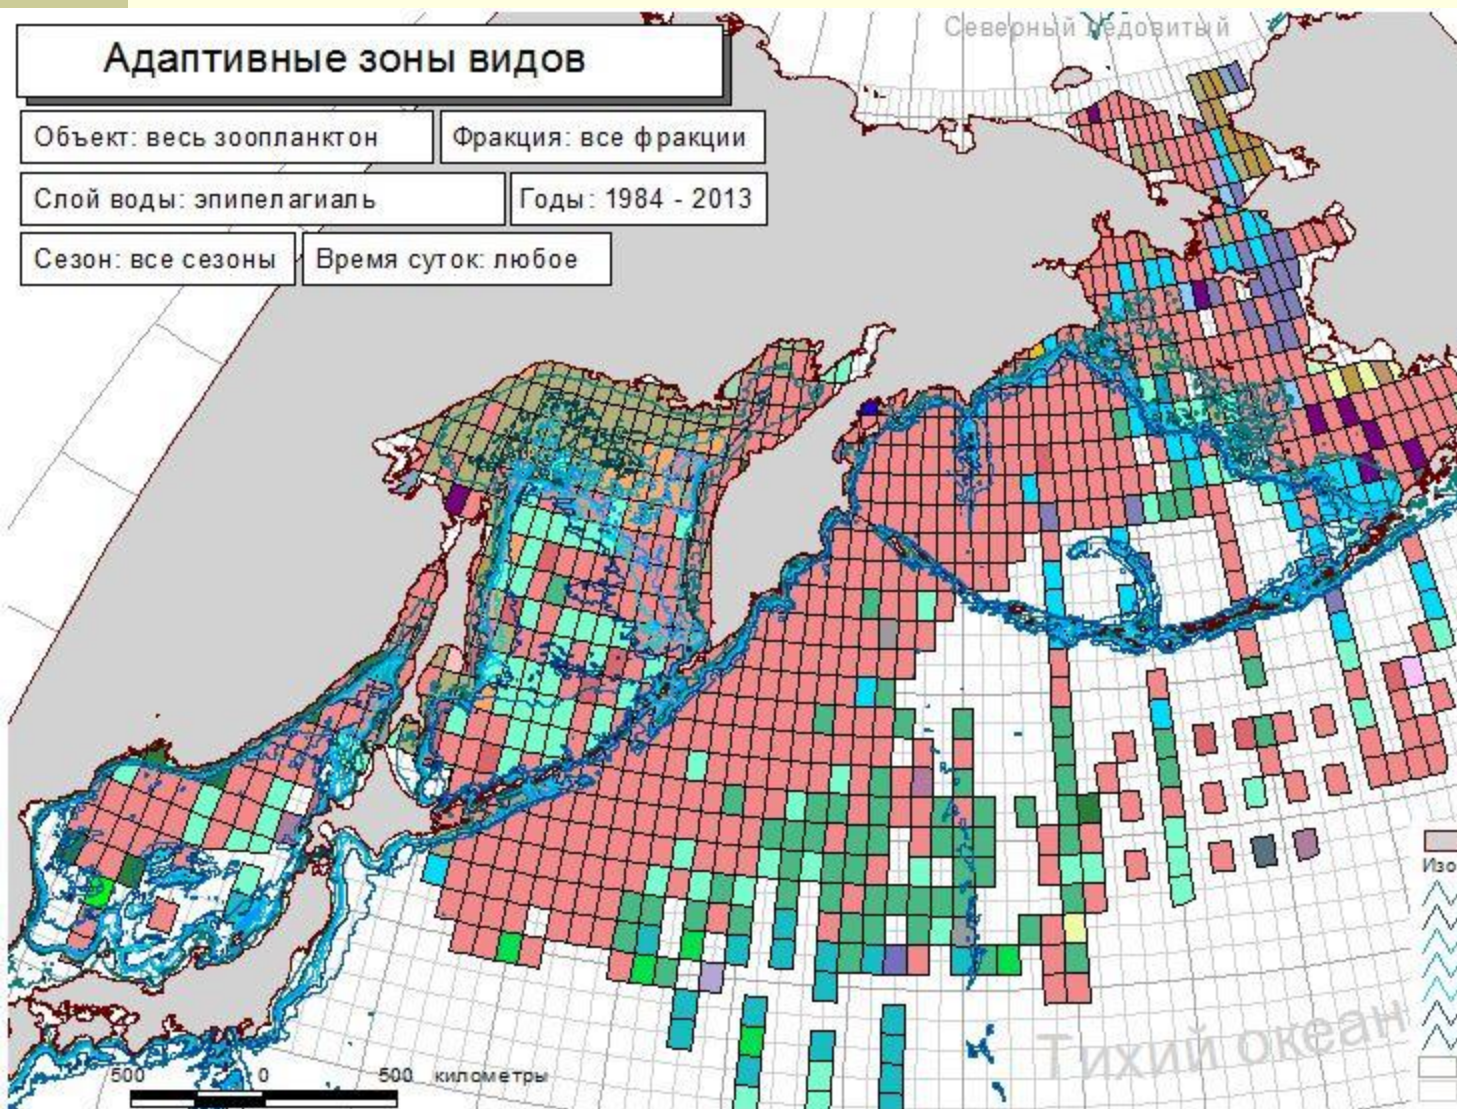 Адаптивные зоны видов
Северный Ледовитый
Объект: весь зоопланктон
Фракция: все фракции
Слой воды: эпипелагиаль
Годы: 1984 - 2013
Сезон: все сезоны
Время суток: любое
Изо
Тихий океан
500 0 500 километры